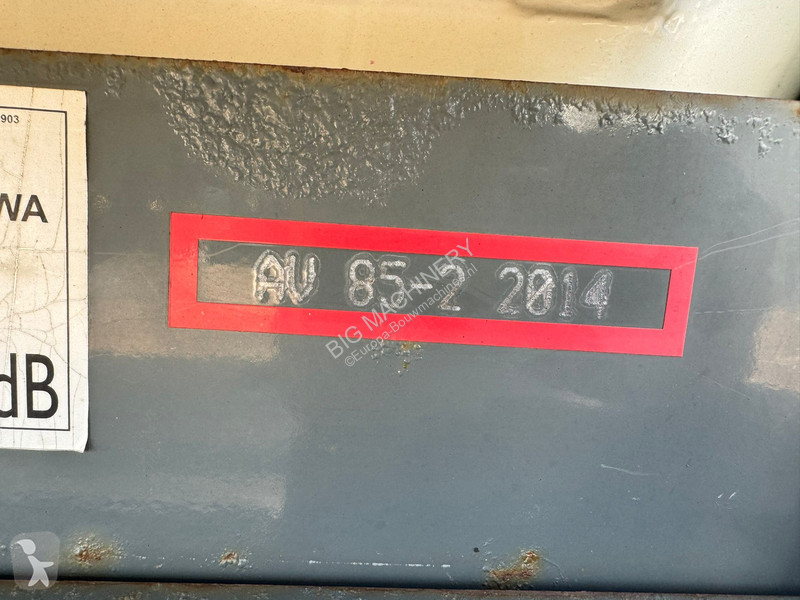 903
WA
dB
AV 85-2 2014
BIG MACHINERY
©Europa-Bouwmachines.nl